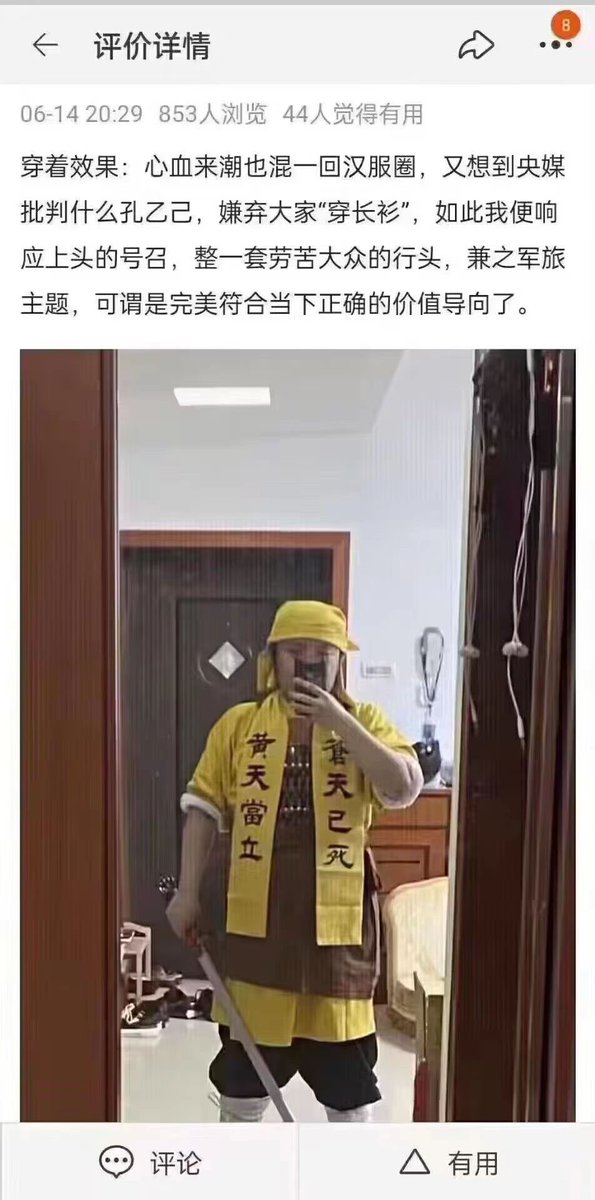 评价详情
8
06-14 20:29 853人浏览 44人觉得有用
穿着效果：心血来潮也混一回汉服圈，又想到央媒
批判什么孔乙己，嫌弃大家“穿长衫”，如此我便响
应上头的号召，整一套劳苦大众的行头，兼之军旅
主题，可谓是完美符合当下正确的价值导向了。
蒼天已死
黃天當立
评论
有用